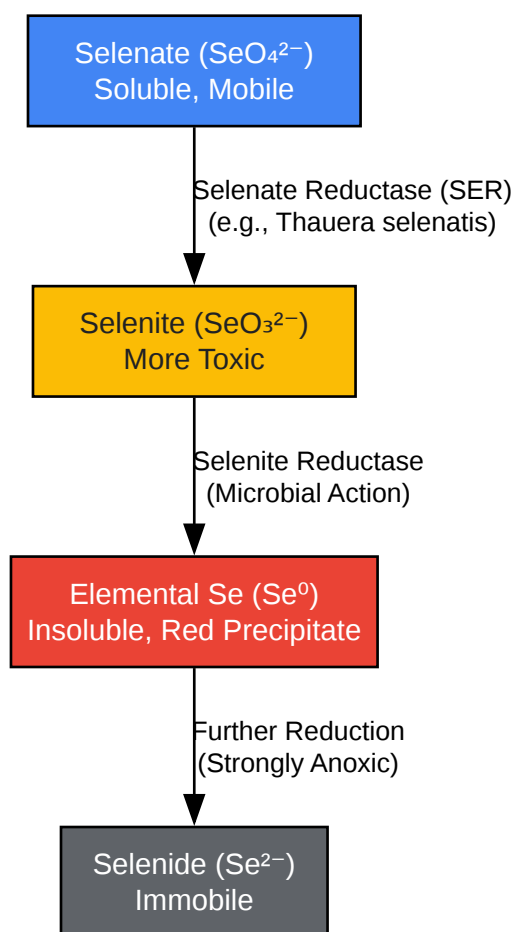 Selenate (SeO₄²⁻)
Soluble, Mobile
Selenate Reductase (SER)
(e.g., Thauera selenatis)
Selenite (SeO₃²⁻)
More Toxic
Selenite Reductase
(Microbial Action)
Elemental Se (Se⁰)
Insoluble, Red Precipitate
Further Reduction
(Strongly Anoxic)
Selenide (Se²⁻)
Immobile